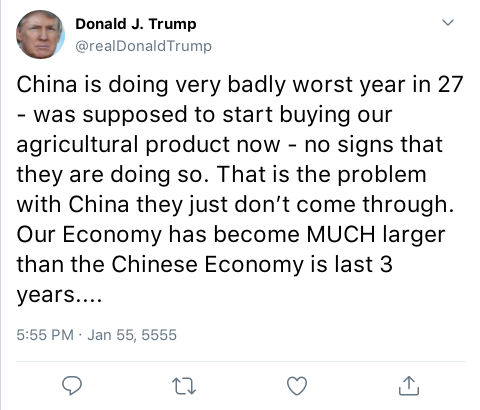 Donald J. Trump
@realDonaldTrump
China is doing very badly worst year in 27
- was supposed to start buying our
agricultural product now - no signs that
they are doing so. That is the problem
with China they just don’t come through.
Our Economy has become MUCH larger
than the Chinese Economy is last 3
years....
5:55 PM · Jan 55, 5555